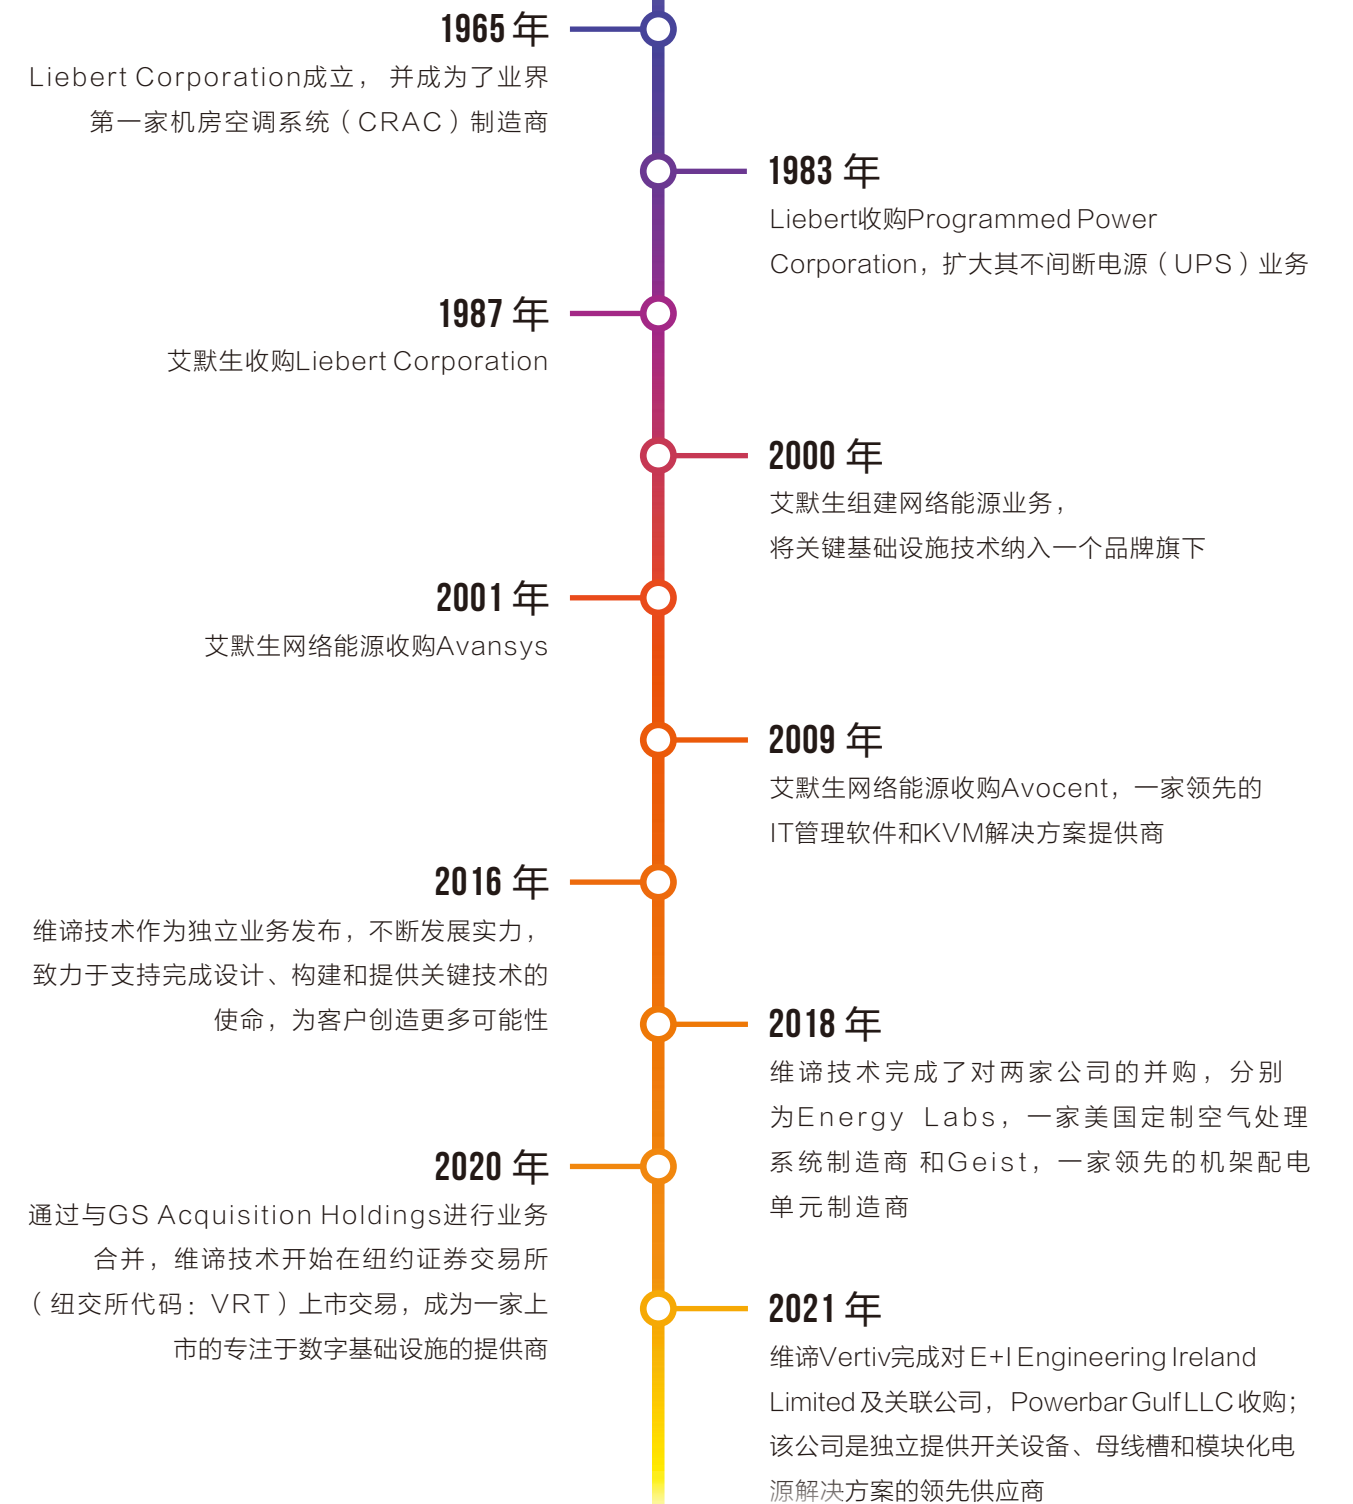 1965 年
Liebert Corporation成立， 并成为了业界
第一家机房空调系统（CRAC）制造商
1983 年
Liebert收购Programmed Power
Corporation，扩大其不间断电源（UPS）业务
1987 年
艾默生收购Liebert Corporation
2000 年
艾默生组建网络能源业务，
将关键基础设施技术纳入一个品牌旗下
2001 年
艾默生网络能源收购Avansys
2009 年
艾默生网络能源收购Avocent，一家领先的
IT管理软件和KVM解决方案提供商
2016 年
维谛技术作为独立业务发布，不断发展实力，
致力于支持完成设计、构建和提供关键技术的
使命，为客户创造更多可能性
2018 年
维谛技术完成了对两家公司的并购，分别
为Energy Labs，一家美国定制空气处理
系统制造商 和Geist，一家领先的机架配电
单元制造商
2020 年
通过与GS Acquisition Holdings进行业务
合并，维谛技术开始在纽约证券交易所
（纽交所代码：VRT）上市交易，成为一家上
市的专注于数字基础设施的提供商
2021 年
维谛Vertiv完成对 E+I Engineering Ireland
Limited 及关联公司，Powerbar Gulf LLC 收购；
该公司是独立提供开关设备、母线槽和模块化电
源解决方案的领先供应商